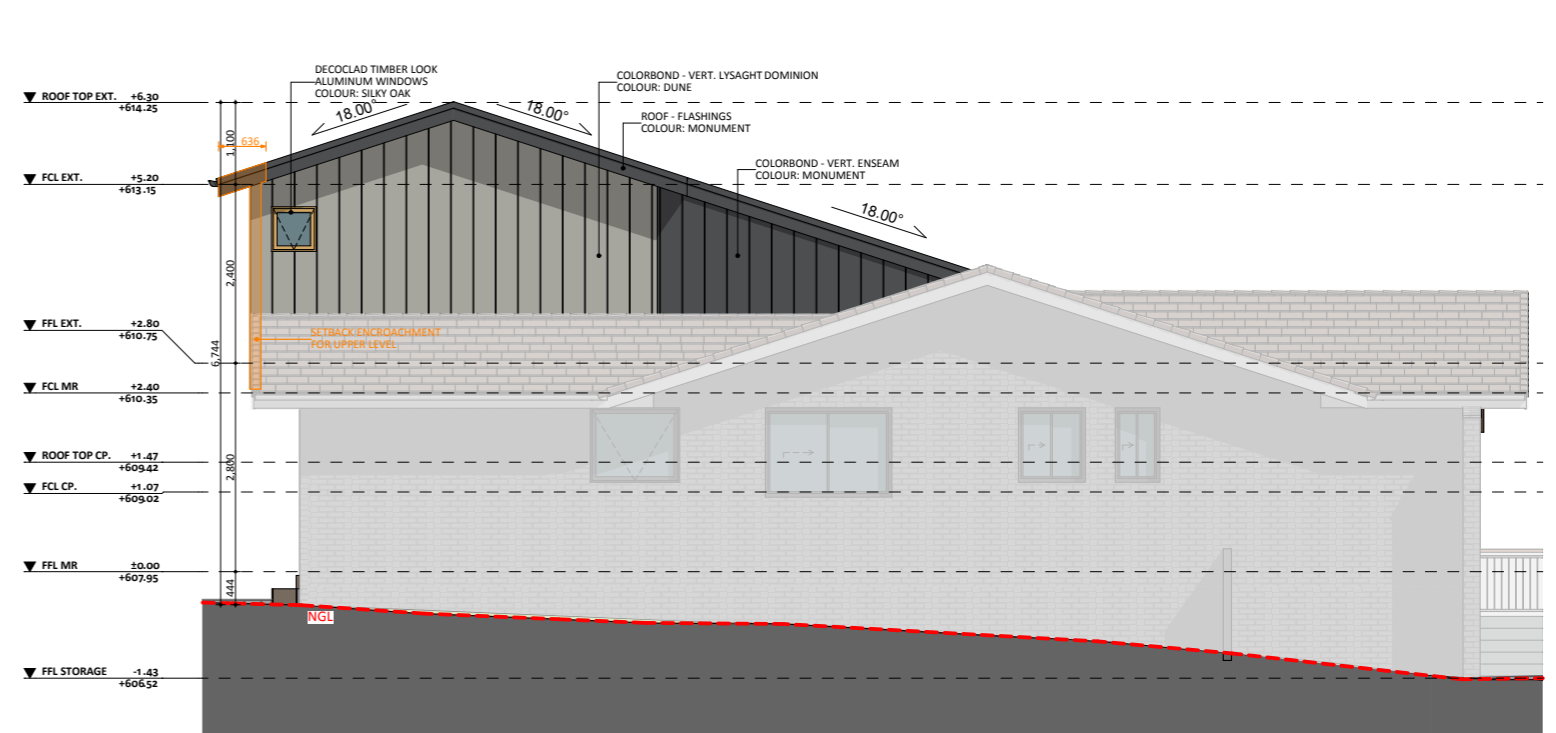 DECOCLAD TIMBER LOOK
ALUMINUM WINDOWS
COLOUR: SILKY OAK
COLORBOND - VERT. LYSAGHT DOMINION
COLOUR: DUNE
ROOF TOP EXT. +6.30
+614.25
18.00°
18.00°
ROOF - FLASHINGS
COLOUR: MONUMENT
1,100
636
COLORBOND - VERT. ENSEAM
COLOUR: MONUMENT
FCL EXT. +5.20
+613.15
18.00°
2,400
FFL EXT. +2.80
+610.75
SETBACK ENCROACHMENT
FOR UPPER LEVEL
6,744
FCL MR +2.40
+610.35
ROOF TOP CP. +1.47
+609.42
2,800
FCL CP. +1.07
+609.02
FFL MR ±0.00
+607.95
444
NGL
FFL STORAGE -1.43
+606.52